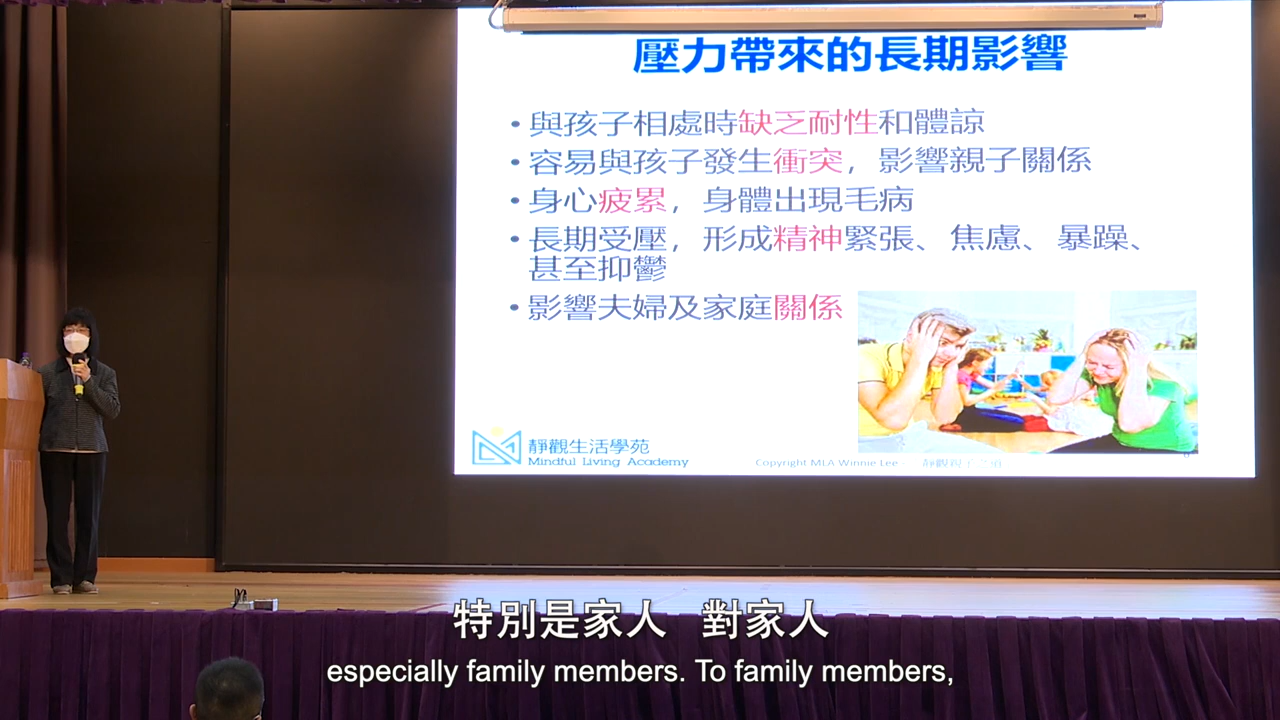 壓力帶來的長期影響
• 與孩子相處時缺乏耐性和體諒
• 容易與孩子發生衝突，影響親子關係
• 身心疲累，身體出現毛病
• 長期受壓，形成精神緊張、焦慮、暴躁、
甚至抑鬱
• 影響夫婦及家庭關係
靜觀生活學苑
Mindful Living Academy
Copyright MLA Winnie Lee
特別是家人 對家人
especially family members. To family members,